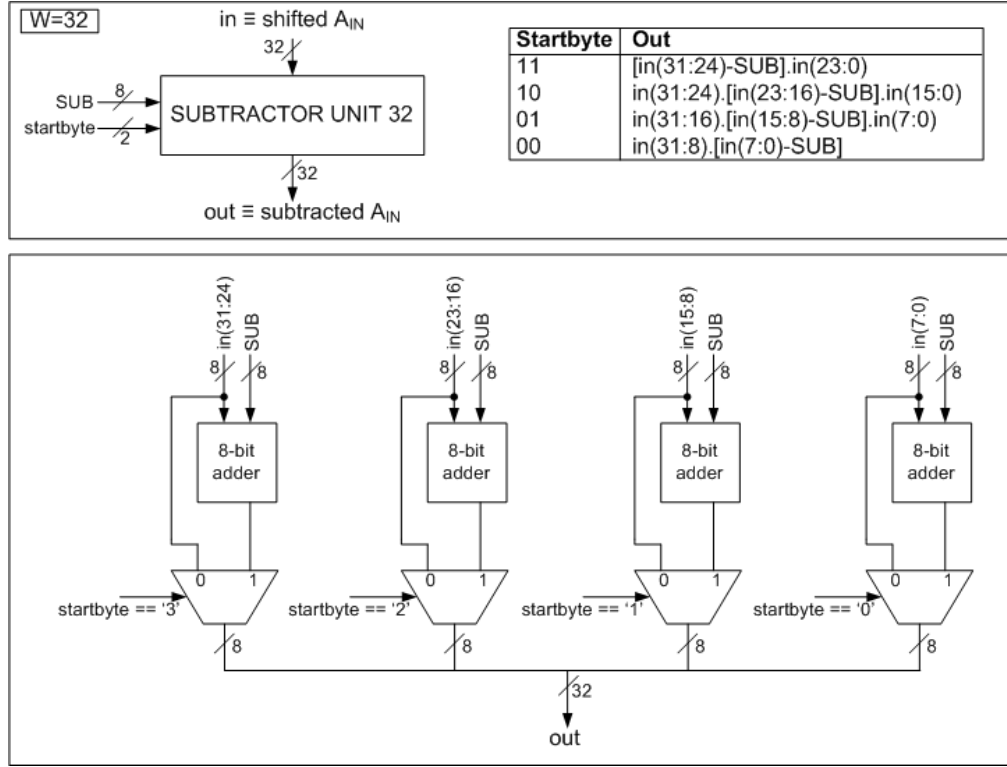 W=32
in ≡ shifted A_IN
32
SUB
8
startbyte
2
SUBTRACTOR UNIT 32
32
out ≡ subtracted A_IN
Startbyte Out
11 [in(31:24)-SUB].in(23:0)
10 in(31:24).[in(23:16)-SUB].in(15:0)
01 in(31:16).[in(15:8)-SUB].in(7:0)
00 in(31:8).[in(7:0)-SUB]
in(31:24) SUB in(23:16) SUB in(15:8) SUB in(7:0) SUB
8 8 8 8 8 8 8 8
8-bit 8-bit 8-bit 8-bit
adder adder adder adder
0 1 0 1 0 1 0 1
startbyte == ‘3’ startbyte == ‘2’ startbyte == ‘1’ startbyte == ‘0’
8 8 8 8
32
out